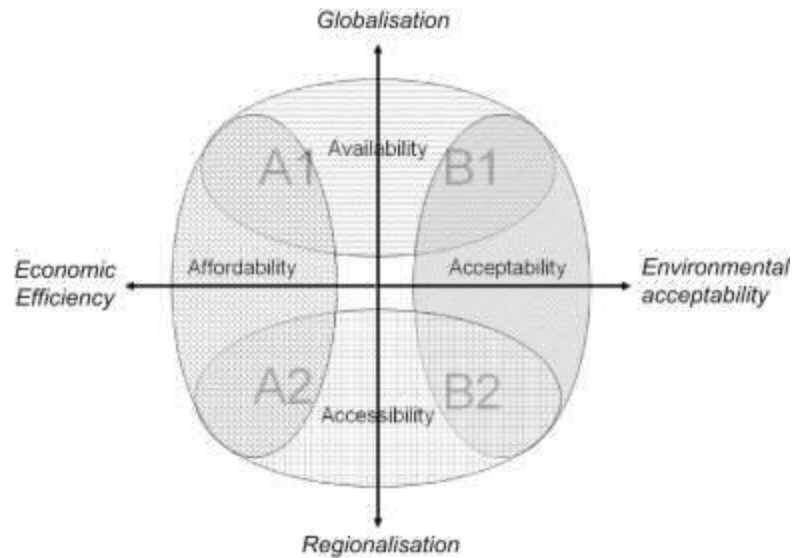 Globalisation
Availability
A1
B1
Economic
Efficiency
Affordability
Acceptability
Environmental
acceptability
A2
B2
Accessibility
Regionalisation